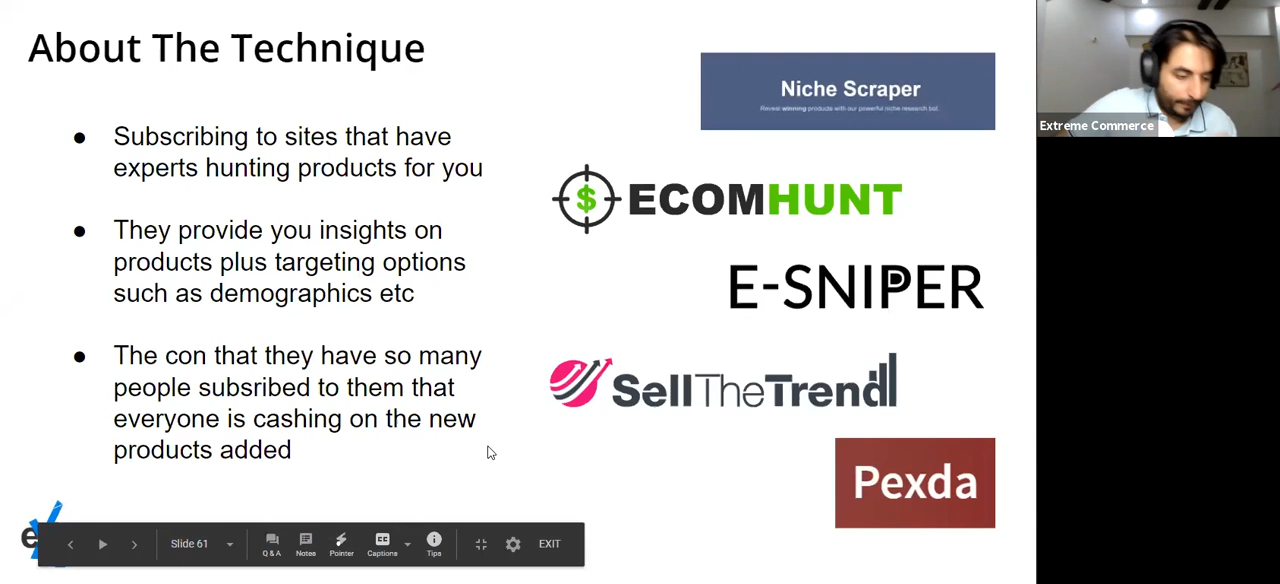 About The Technique
● Subscribing to sites that have
experts hunting products for you
● They provide you insights on
products plus targeting options
such as demographics etc
● The con that they have so many
people subsribed to them that
everyone is cashing on the new
products added
Niche Scraper
Reveal winning products with our powerful niche research bot.
$ ECOMHUNT
E-SNIPER
SellTheTrend
Pexda
Extreme Commerce
e
Slide 61
Q & A
Notes
Pointer
Captions
Tips
EXIT